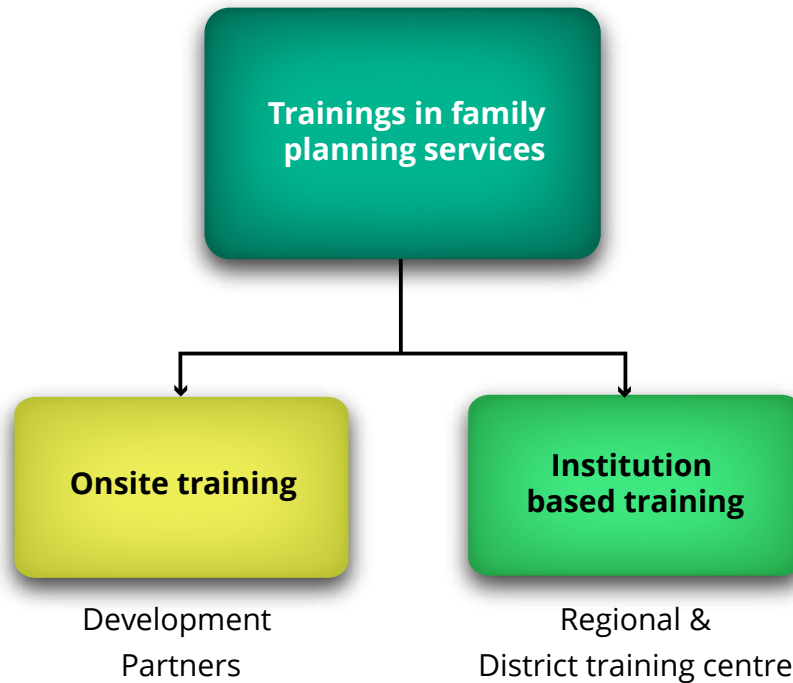 Trainings in family
planning services
Onsite training
Institution
based training
Development
Partners
Regional &
District training centre